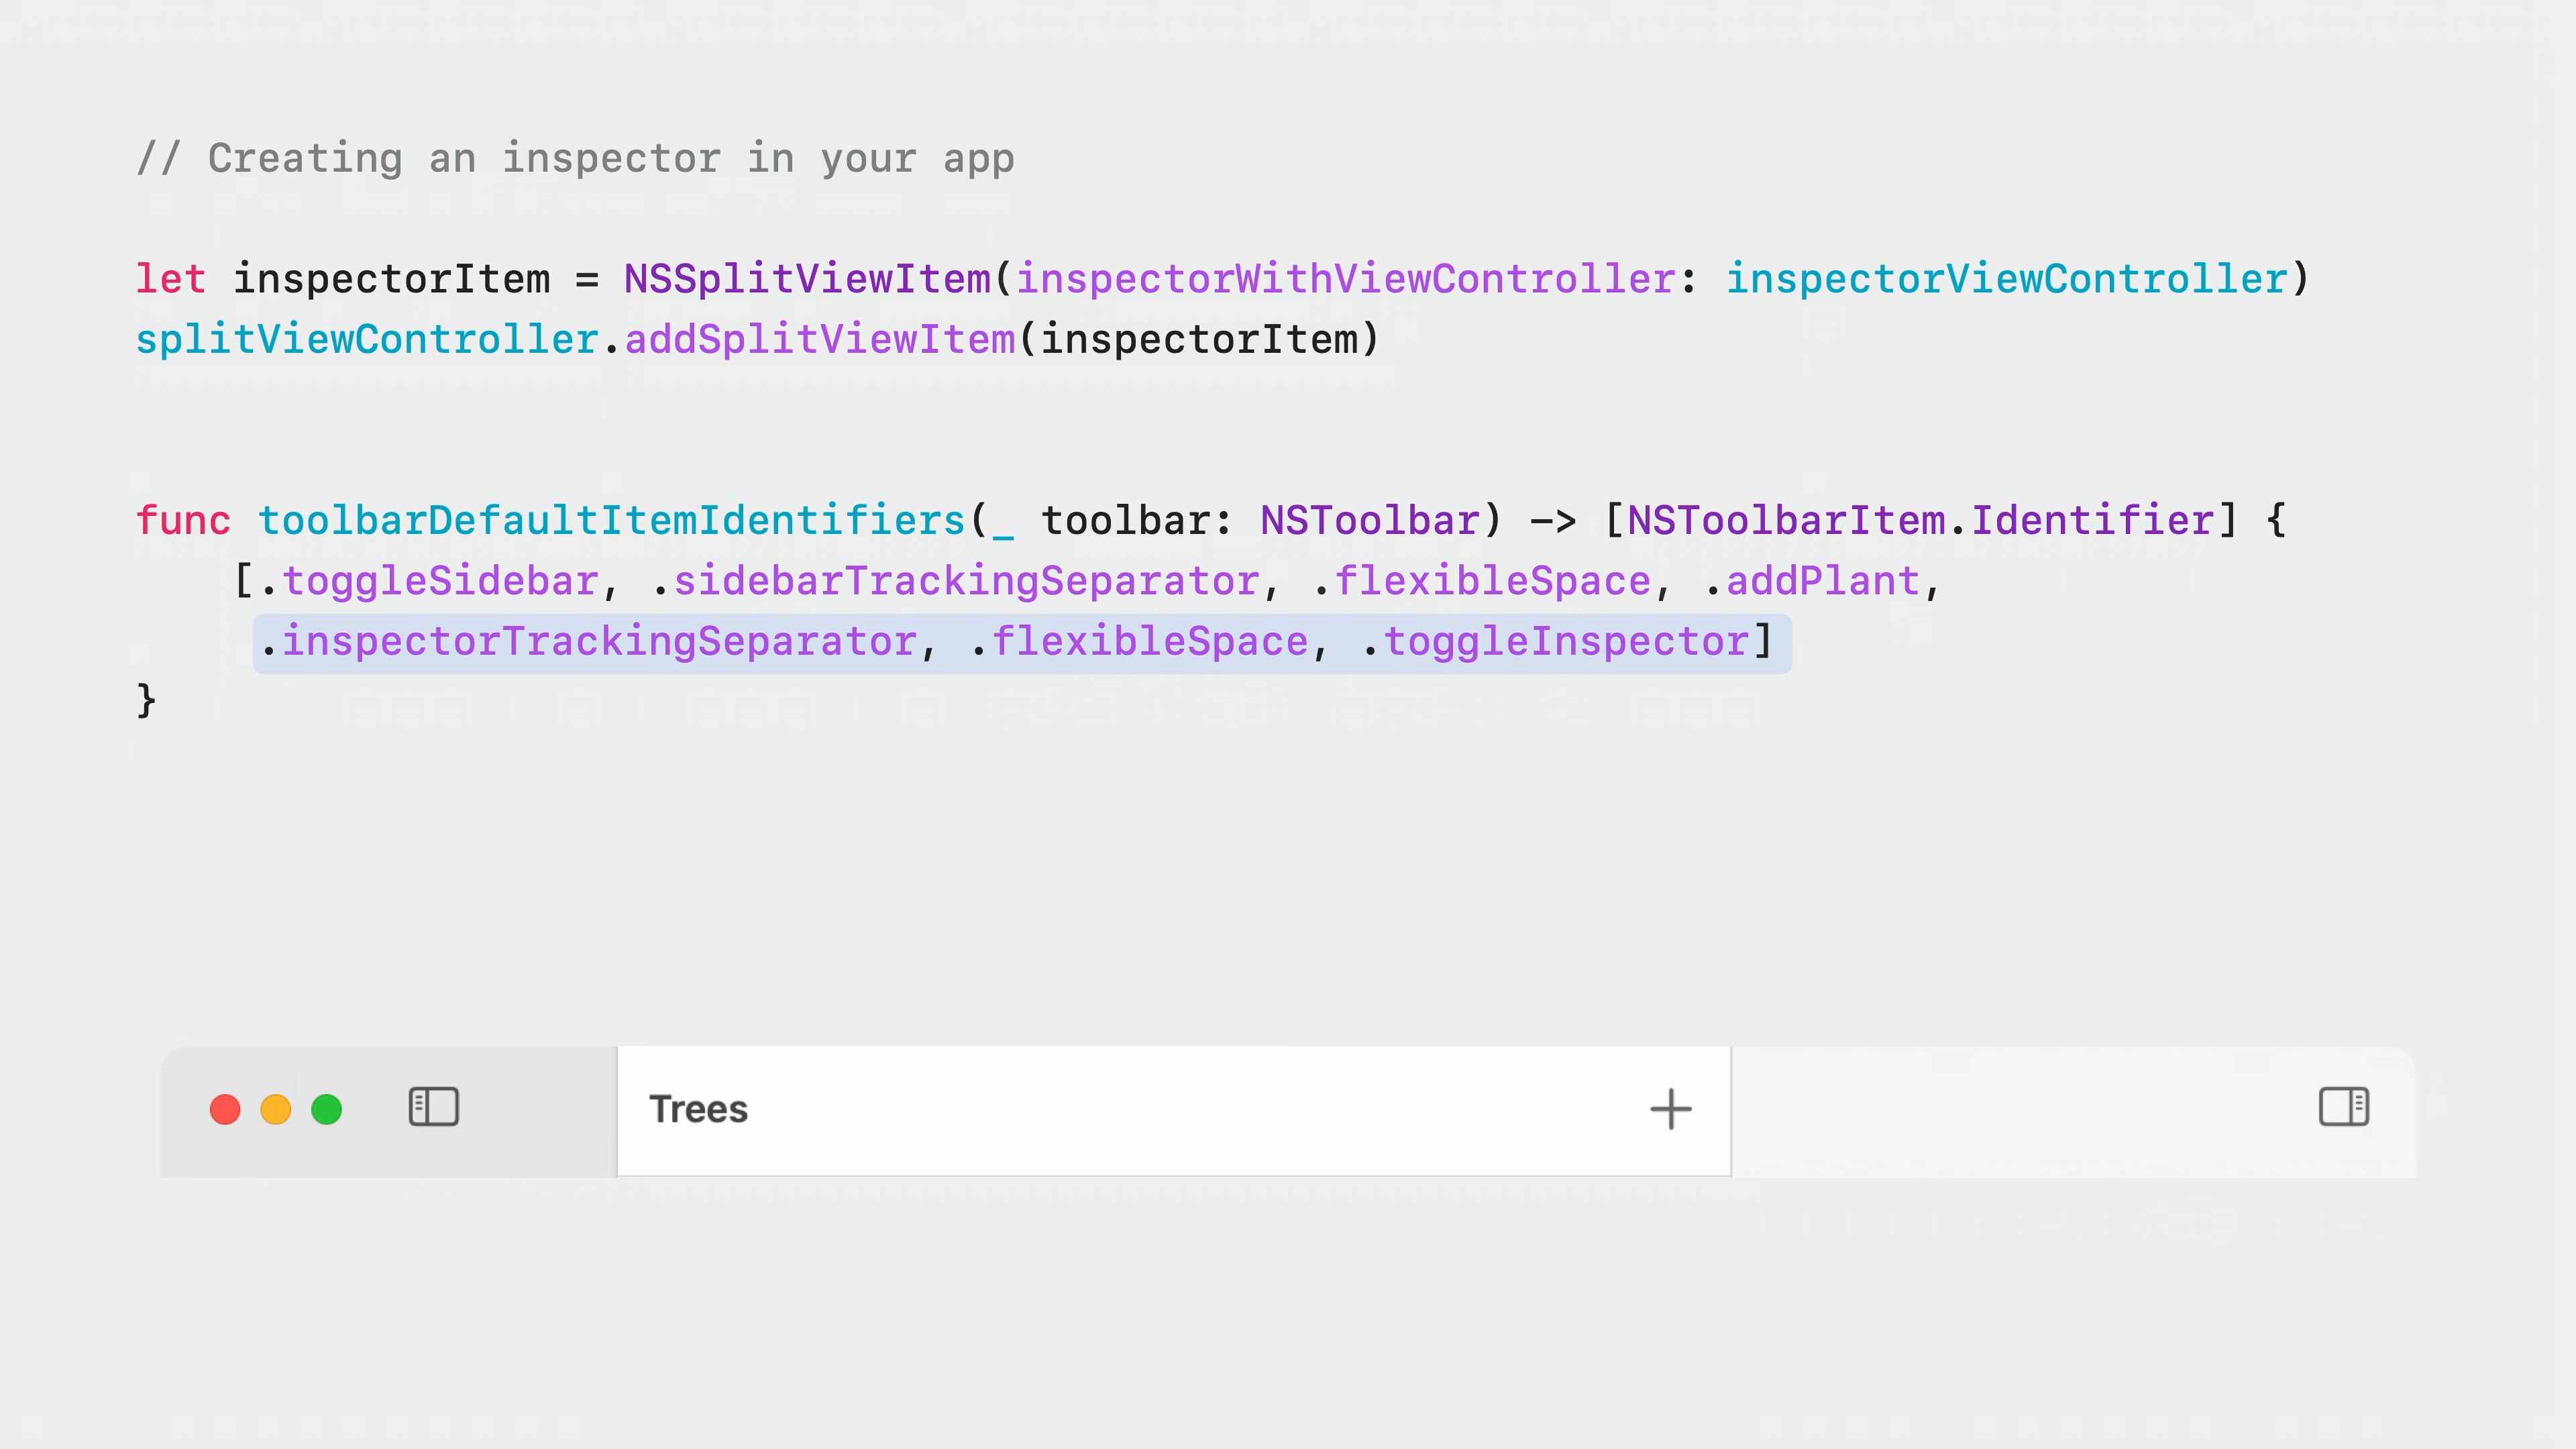 // Creating an inspector in your app
let inspectorItem = NSSplitViewItem(inspectorWithViewController: inspectorViewController)
splitViewController.addSplitViewItem(inspectorItem)
func toolbarDefaultItemIdentifiers(_ toolbar: NSToolbar) -> [NSToolbarItem.Identifier] {
[.toggleSidebar, .sidebarTrackingSeparator, .flexibleSpace, .addPlant,
.inspectorTrackingSeparator, .flexibleSpace, .toggleInspector]
}
Trees